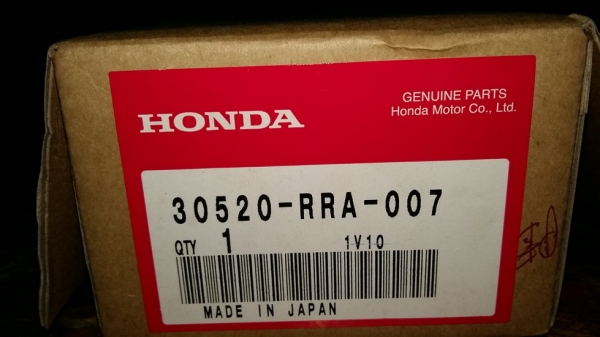 HONDA
GENUINE PARTS
Honda Motor Co., Ltd.
30520-RRA-007
QTY 1 1V10
MADE IN JAPAN